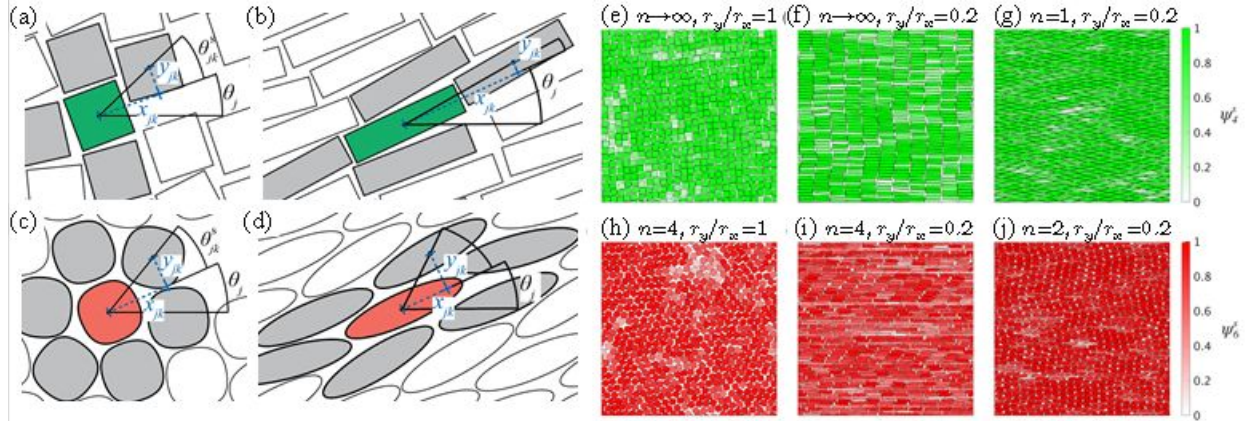 (a)
θ^s_jk
y_jk
x_jk
θ_j
(b)
y_jk
x_jk
θ_j
(c)
θ^s_jk
y_jk
x_jk
θ_j
(d)
y_jk
x_jk
θ_j
(e) n→∞, r_y/r_x=1
(f) n→∞, r_y/r_x=0.2
(g) n=1, r_y/r_x=0.2
1
0.8
0.6
0.4
0.2
0
ψ^s_4
(h) n=4, r_y/r_x=1
(i) n=4, r_y/r_x=0.2
(j) n=2, r_y/r_x=0.2
1
0.8
0.6
0.4
0.2
0
ψ^s_6